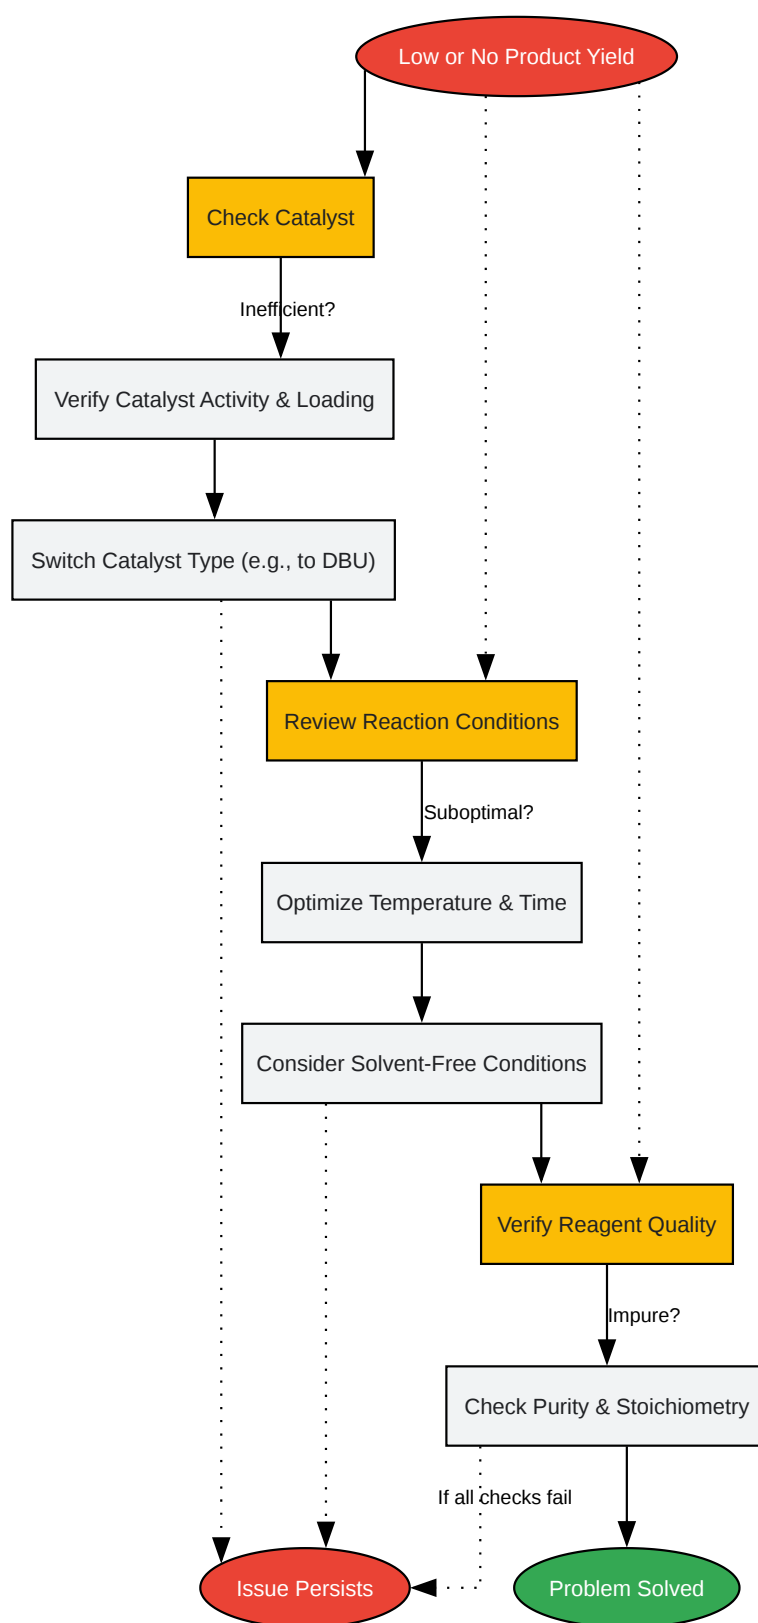 Low or No Product Yield
Check Catalyst
Inefficient?
Verify Catalyst Activity & Loading
Switch Catalyst Type (e.g., to DBU)
Review Reaction Conditions
Suboptimal?
Optimize Temperature & Time
Consider Solvent-Free Conditions
Verify Reagent Quality
Impure?
Check Purity & Stoichiometry
If all checks fail
Issue Persists
Problem Solved